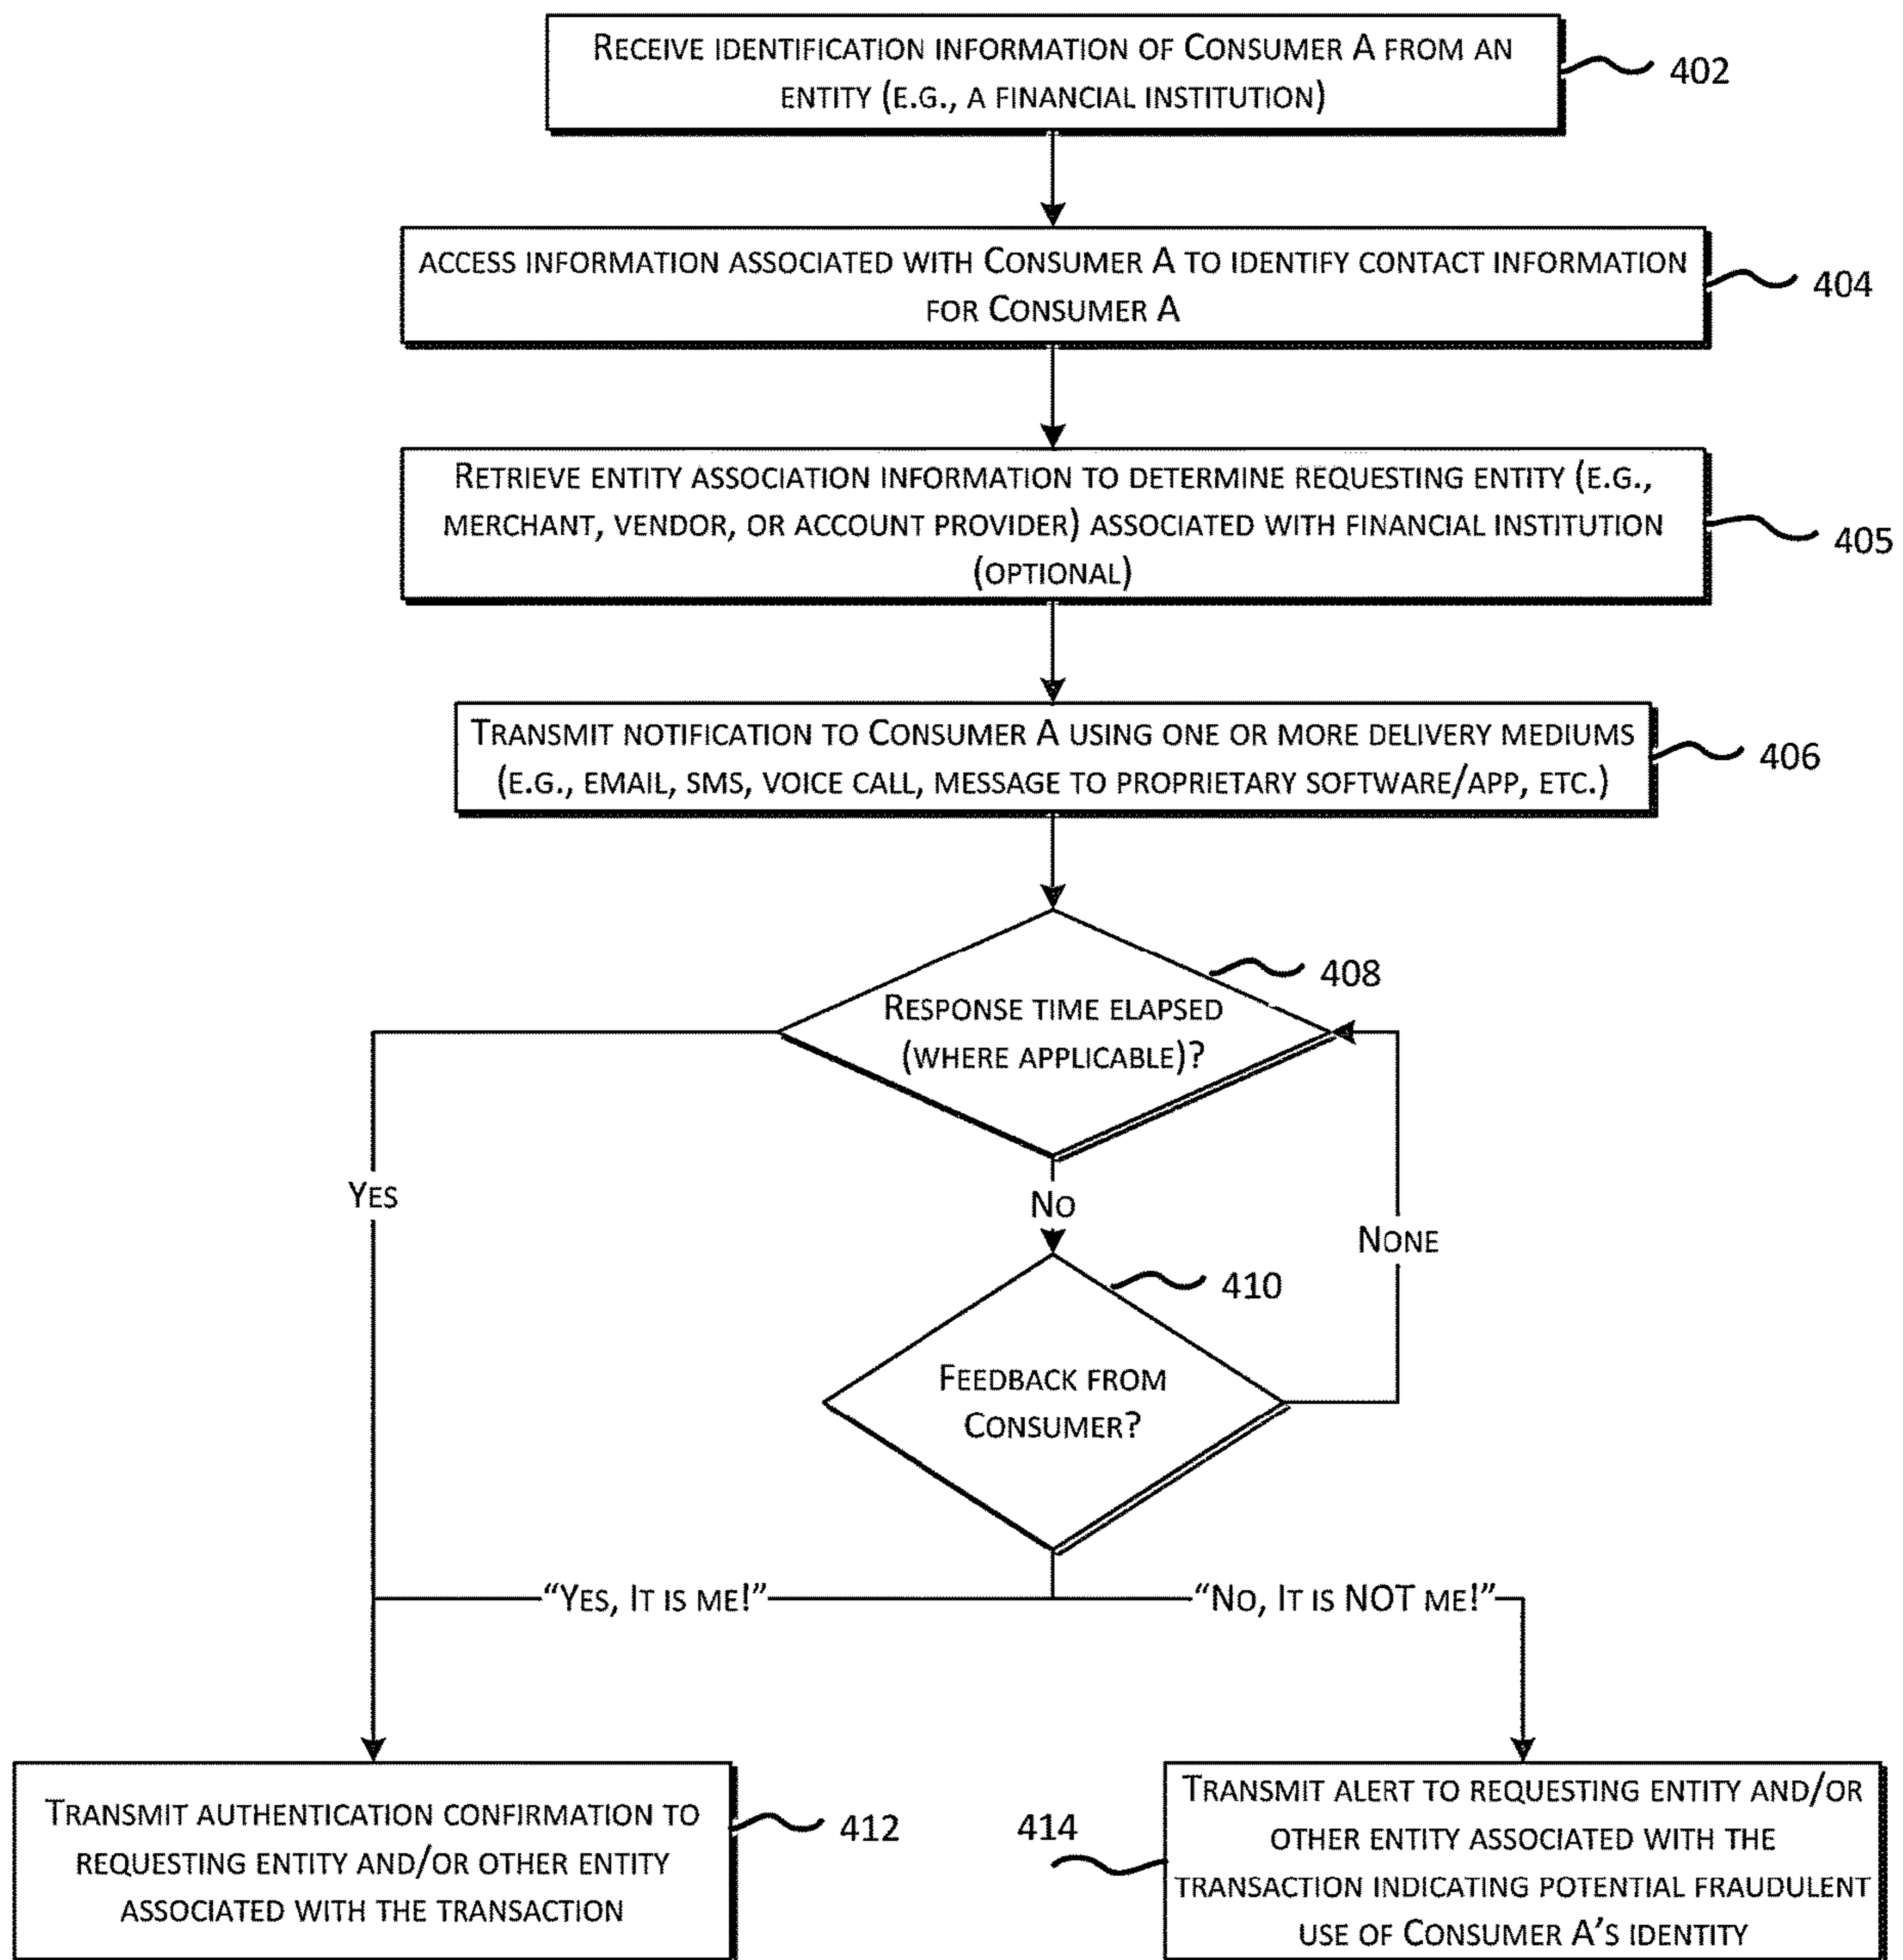 RECEIVE IDENTIFICATION INFORMATION OF CONSUMER A FROM AN
ENTITY (E.G., A FINANCIAL INSTITUTION)
402
ACCESS INFORMATION ASSOCIATED WITH CONSUMER A TO IDENTIFY CONTACT INFORMATION
FOR CONSUMER A
404
RETRIEVE ENTITY ASSOCIATION INFORMATION TO DETERMINE REQUESTING ENTITY (E.G.,
MERCHANT, VENDOR, OR ACCOUNT PROVIDER) ASSOCIATED WITH FINANCIAL INSTITUTION
(OPTIONAL)
405
TRANSMIT NOTIFICATION TO CONSUMER A USING ONE OR MORE DELIVERY MEDIUMS
(E.G., EMAIL, SMS, VOICE CALL, MESSAGE TO PROPRIETARY SOFTWARE/APP, ETC.)
406
408
RESPONSE TIME ELAPSED
(WHERE APPLICABLE)?
YES
NO
NONE
410
FEEDBACK FROM
CONSUMER?
“YES, IT IS ME!”
“NO, IT IS NOT ME!”
TRANSMIT AUTHENTICATION CONFIRMATION TO
REQUESTING ENTITY AND/OR OTHER ENTITY
ASSOCIATED WITH THE TRANSACTION
412
414
TRANSMIT ALERT TO REQUESTING ENTITY AND/OR
OTHER ENTITY ASSOCIATED WITH THE
TRANSACTION INDICATING POTENTIAL FRAUDULENT
USE OF CONSUMER A’S IDENTITY